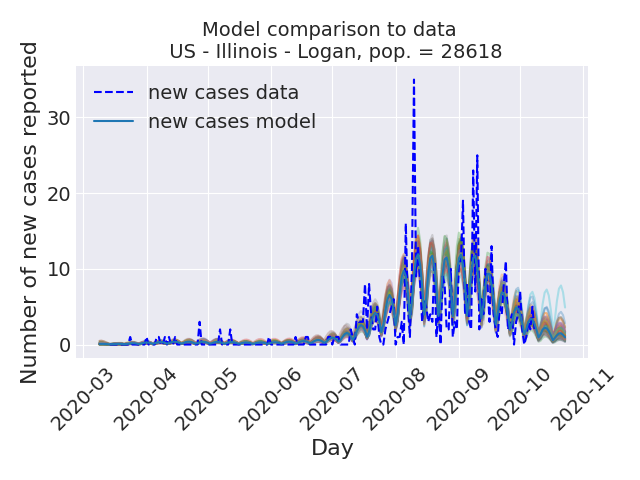 Model comparison to data
US - Illinois - Logan, pop. = 28618
Number of new cases reported
30
20
10
0
new cases data
new cases model
2020-03
2020-04
2020-05
2020-06
2020-07
2020-08
2020-09
2020-10
2020-11
Day